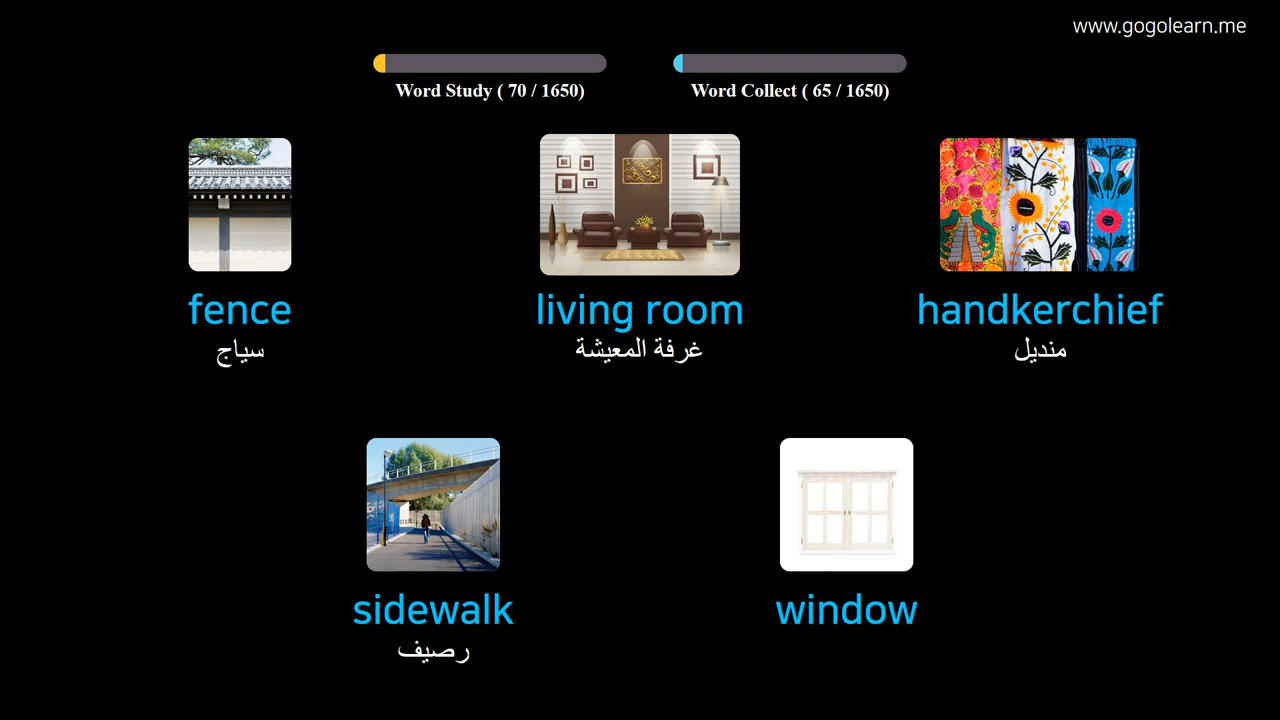 www.gogolearn.me
Word Study ( 70 / 1650)
Word Collect ( 65 / 1650)
fence
سياج
living room
غرفة المعيشة
handkerchief
منديل
sidewalk
رصيف
window